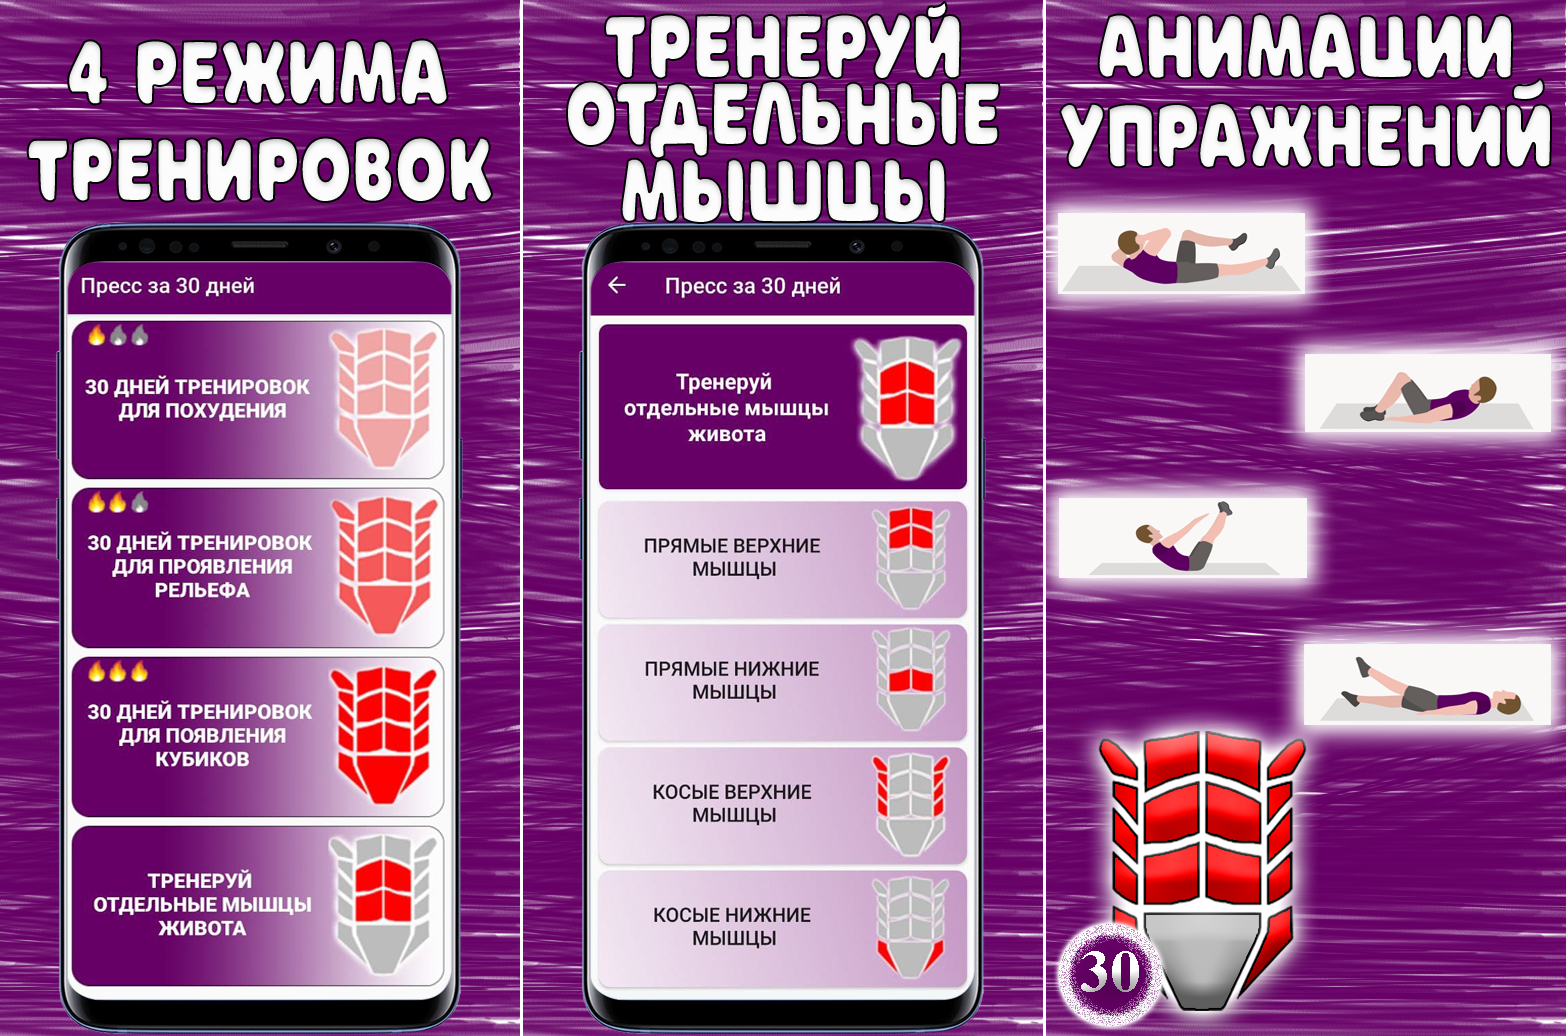 4 РЕЖИМА
ТРЕНИРОВОК
Пресс за 30 дней
30 ДНЕЙ ТРЕНИРОВОК
ДЛЯ ПОХУДЕНИЯ
30 ДНЕЙ ТРЕНИРОВОК
ДЛЯ ПРОЯВЛЕНИЯ
РЕЛЬЕФА
30 ДНЕЙ ТРЕНИРОВОК
ДЛЯ ПОЯВЛЕНИЯ
КУБИКОВ
ТРЕНЕРУЙ
ОТДЕЛЬНЫЕ МЫШЦЫ
ЖИВОТА
ТРЕНЕРУЙ
ОТДЕЛЬНЫЕ
МЫШЦЫ
Пресс за 30 дней
Тренеруй
отдельные мышцы
живота
ПРЯМЫЕ ВЕРХНИЕ
МЫШЦЫ
ПРЯМЫЕ НИЖНИЕ
МЫШЦЫ
КОСЫЕ ВЕРХНИЕ
МЫШЦЫ
КОСЫЕ НИЖНИЕ
МЫШЦЫ
АНИМАЦИИ
УПРАЖНЕНИЙ
30